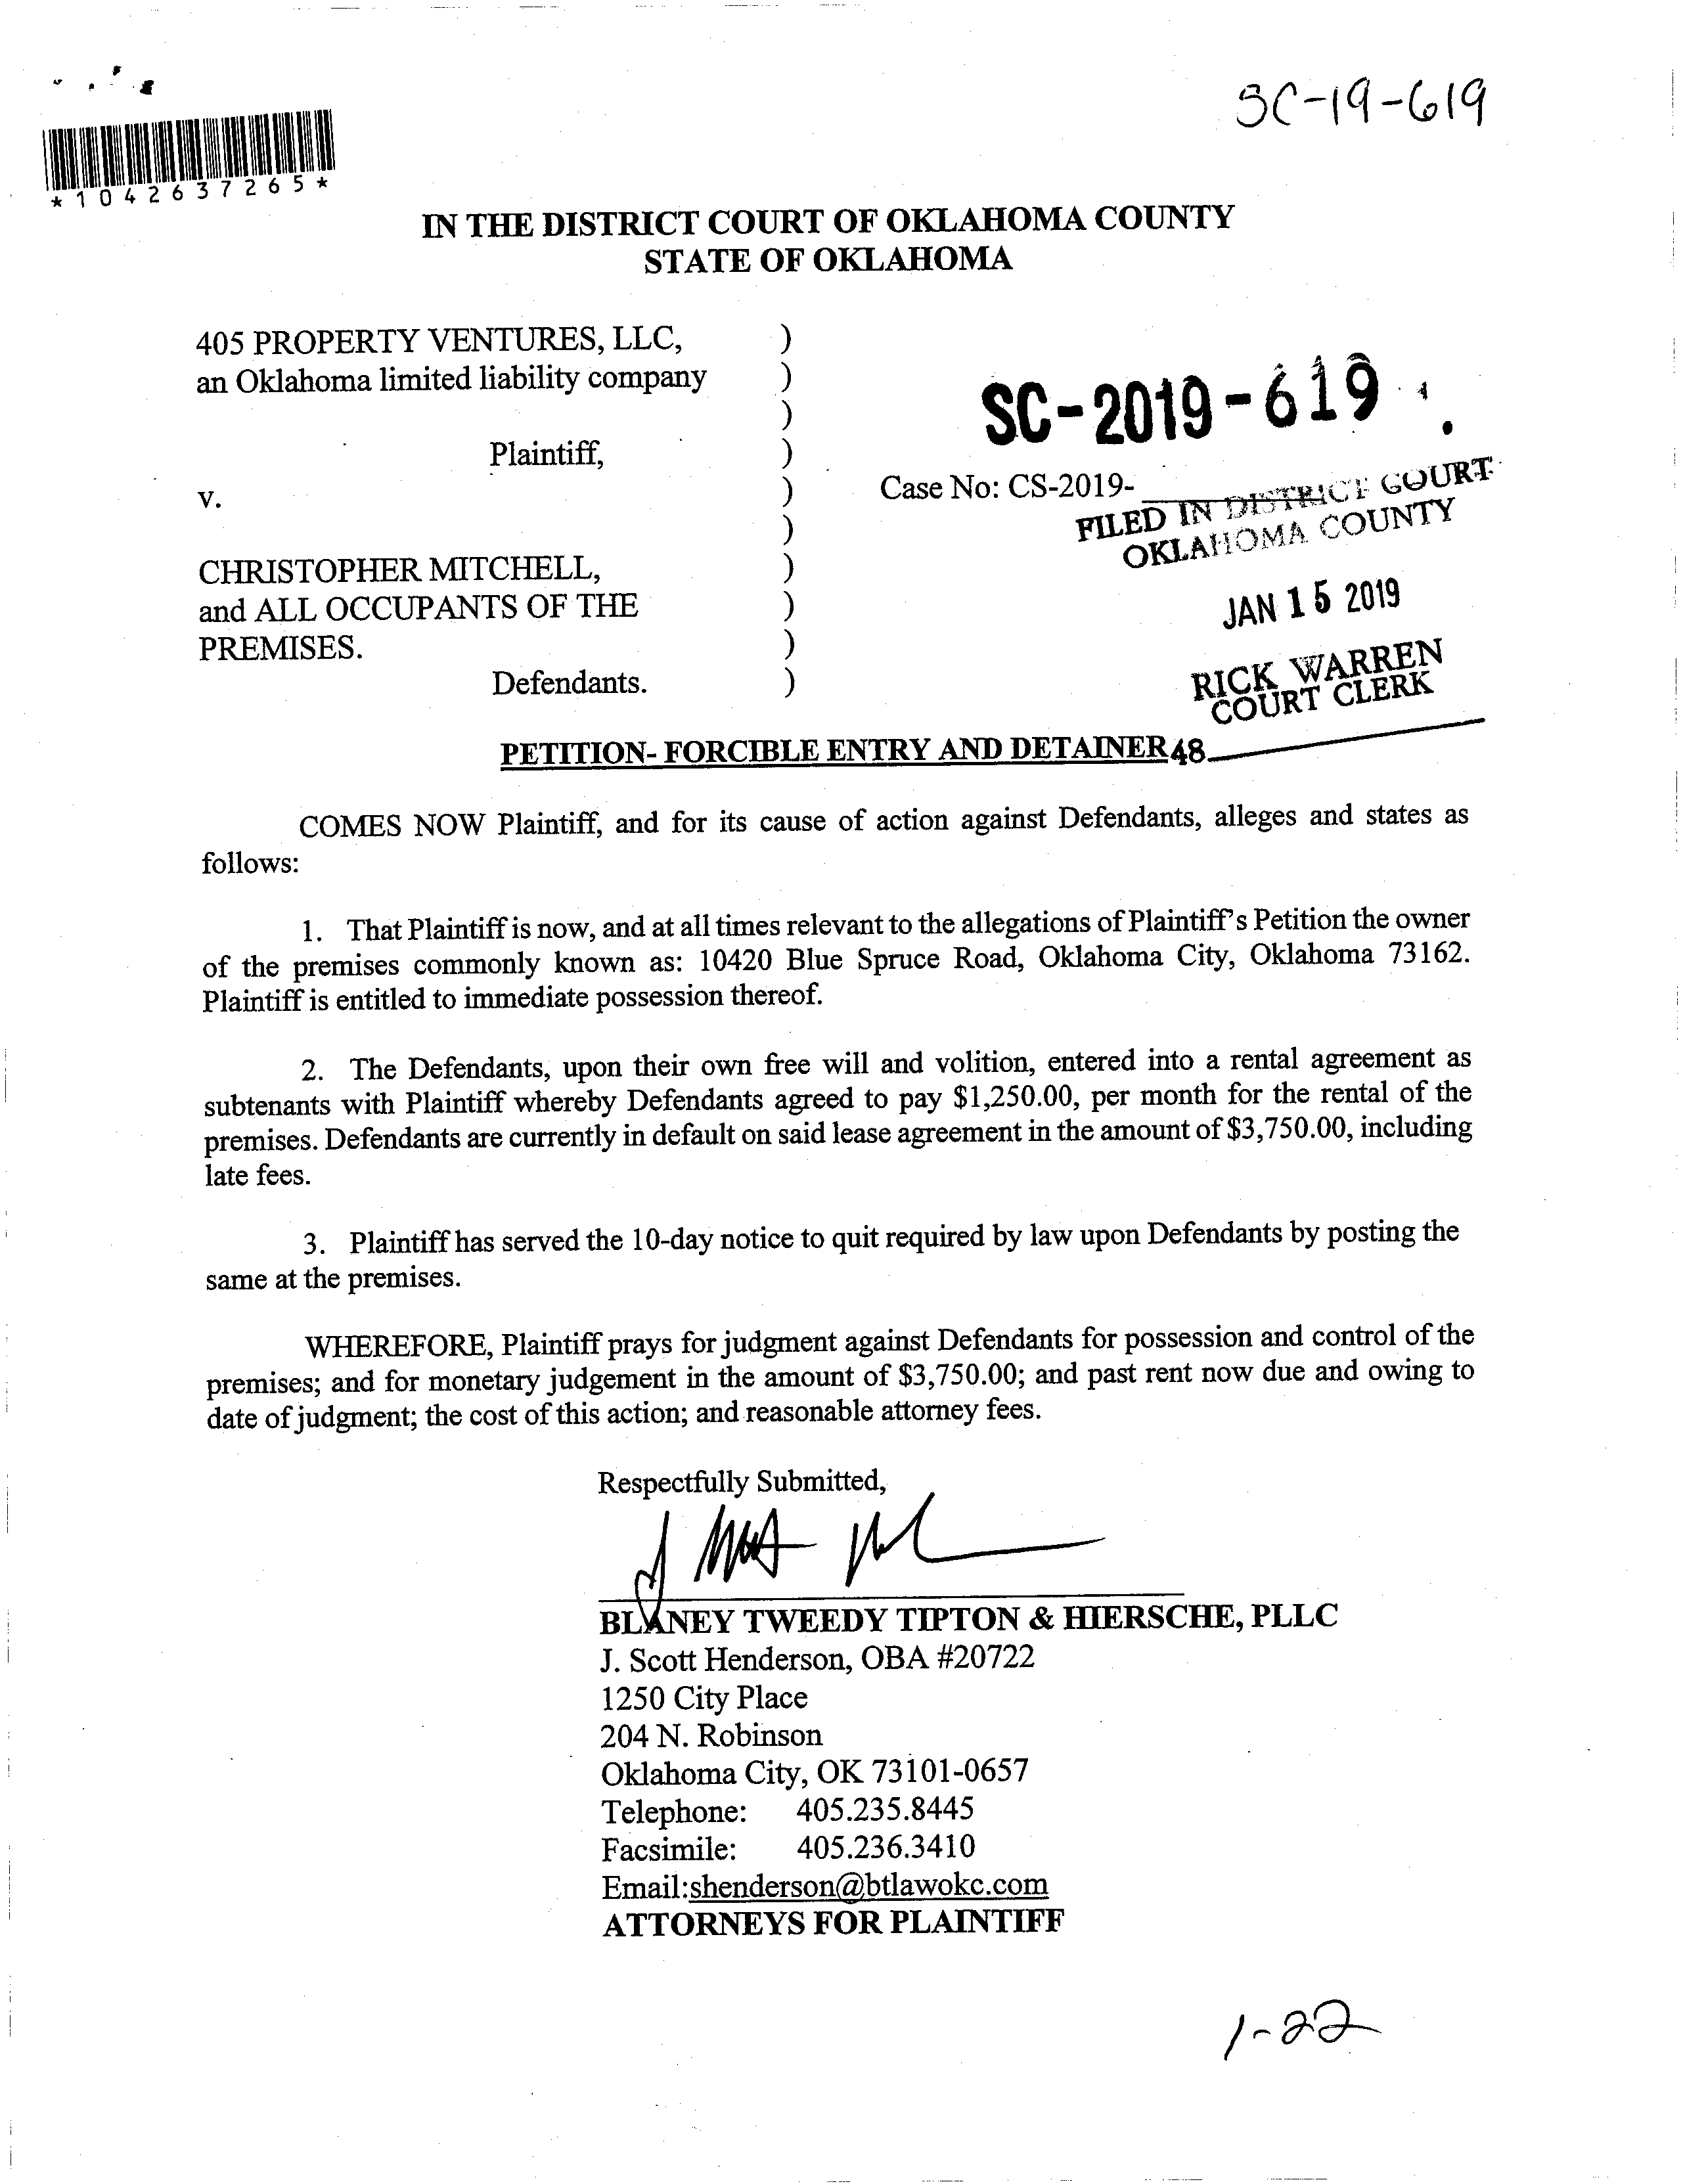 SC-19-619
*1042637265*
IN THE DISTRICT COURT OF OKLAHOMA COUNTY
STATE OF OKLAHOMA
405 PROPERTY VENTURES, LLC, )
an Oklahoma limited liability company )
)
Plaintiff, )
v. )
)
CHRISTOPHER MITCHELL, )
and ALL OCCUPANTS OF THE )
PREMISES. )
Defendants. )
SC-2019-619
Case No: CS-2019-
FILED IN DISTRICT COURT
OKLAHOMA COUNTY
JAN 15 2019
RICK WARREN
COURT CLERK
48
PETITION- FORCIBLE ENTRY AND DETAINER
COMES NOW Plaintiff, and for its cause of action against Defendants, alleges and states as
follows:
1. That Plaintiff is now, and at all times relevant to the allegations of Plaintiff's Petition the owner
of the premises commonly known as: 10420 Blue Spruce Road, Oklahoma City, Oklahoma 73162.
Plaintiff is entitled to immediate possession thereof.
2. The Defendants, upon their own free will and volition, entered into a rental agreement as
subtenants with Plaintiff whereby Defendants agreed to pay $1,250.00, per month for the rental of the
premises. Defendants are currently in default on said lease agreement in the amount of $3,750.00, including
late fees.
3. Plaintiff has served the 10-day notice to quit required by law upon Defendants by posting the
same at the premises.
WHEREFORE, Plaintiff prays for judgment against Defendants for possession and control of the
premises; and for monetary judgement in the amount of $3,750.00; and past rent now due and owing to
date of judgment; the cost of this action; and reasonable attorney fees.
Respectfully Submitted,
BLANEY TWEEDY TIPTON & HIERSCHE, PLLC
J. Scott Henderson, OBA #20722
1250 City Place
204 N. Robinson
Oklahoma City, OK 73101-0657
Telephone: 405.235.8445
Facsimile: 405.236.3410
Email:shenderson@btlawokc.com
ATTORNEYS FOR PLAINTIFF
1-22